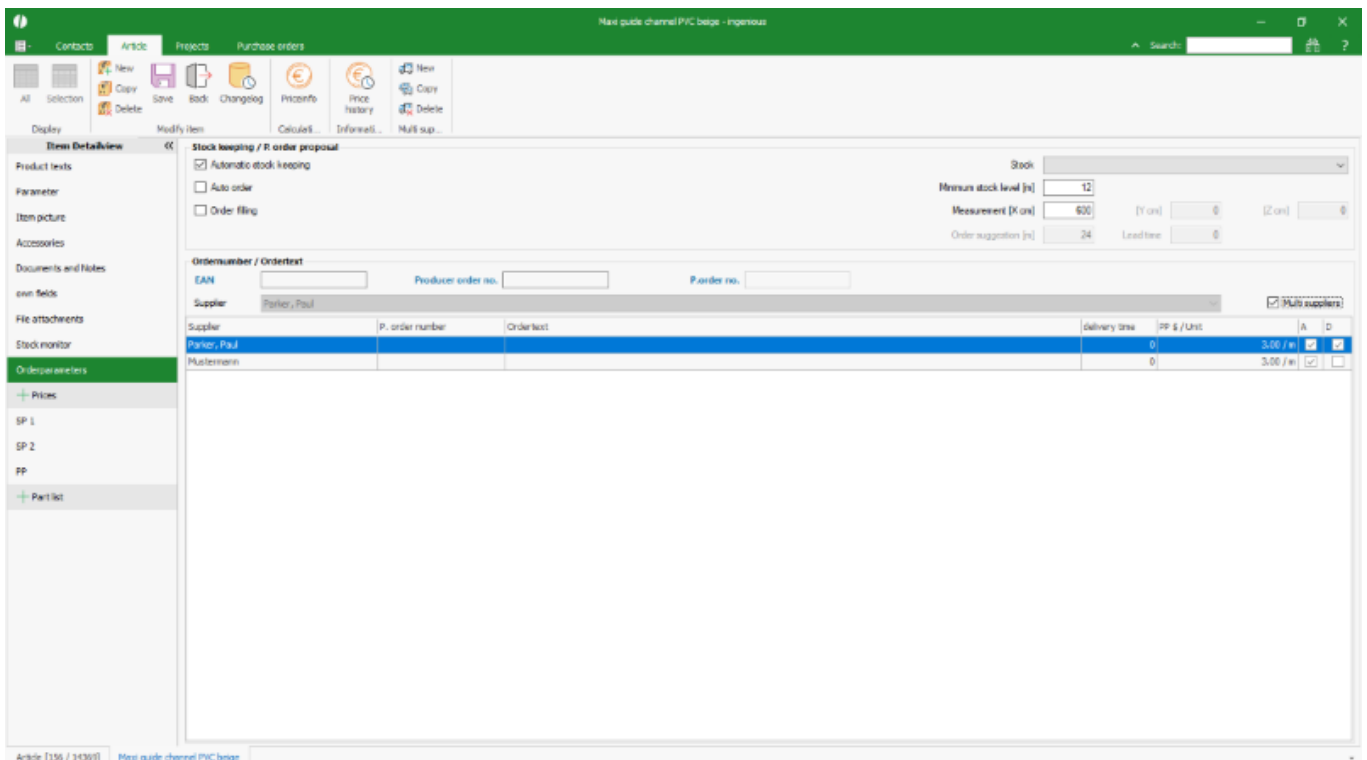 Maxi guide channel PVC beige - ingenious
Contacts Article Projects Purchase orders Search: ?
All Selection New Copy Delete Save Back Changelog Priceinfo Price history New Copy Delete
Display Modify item Calculati... Informati... Multi sup...
Item Detailview «
Product texts
Parameter
Item picture
Accessories
Documents and Notes
own fields
File attachments
Stock monitor
Orderparameters
Prices
SP 1
SP 2
PP
Part list
Stock keeping / P. order proposal
Automatic stock keeping Stock
Auto order Minimum stock level [m] 12
Order filling Measurement [X cm] 600 [Y cm] 0 [Z cm] 0
Order suggestion [m] 24 Lead time 0
Ordernumber / Ordertext
EAN Producer order no. P.order no.
Supplier Parker, Paul Multi suppliers
Supplier P. order number Ordertext delivery time PP $ / Unit A D
Parker, Paul 0 3.00 / m
Mustermann 0 3.00 / m
Article Maxi guide channel PVC beige